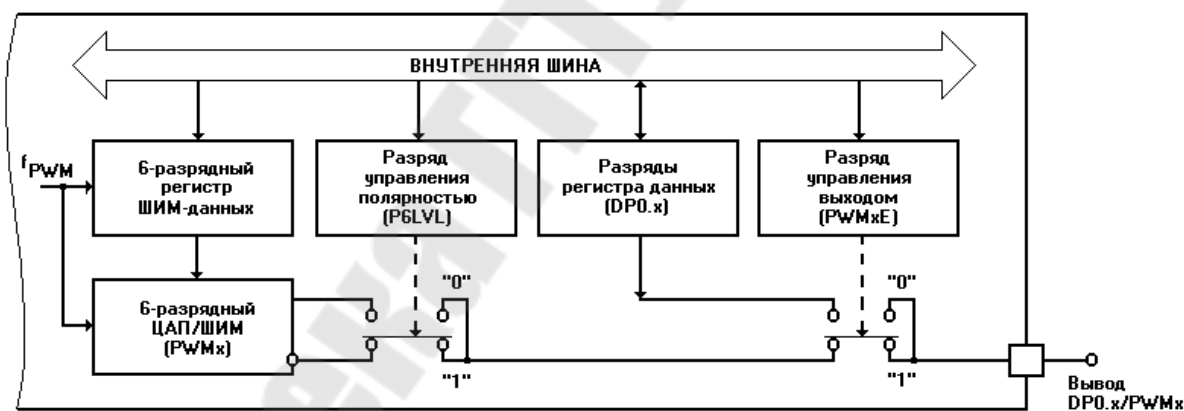 ВНУТРЕННЯЯ ШИНА
fPWM
6-разрядный
регистр
ШИМ-данных
Разряд
управления
полярностью
(P6LVL)
Разряды
регистра данных
(DP0.x)
Разряд
управления
выходом
(PWMxE)
6-разрядный
ЦАП/ШИМ
(PWMx)
"0"
"1"
"0"
"1"
Вывод
DP0.x/PWMx